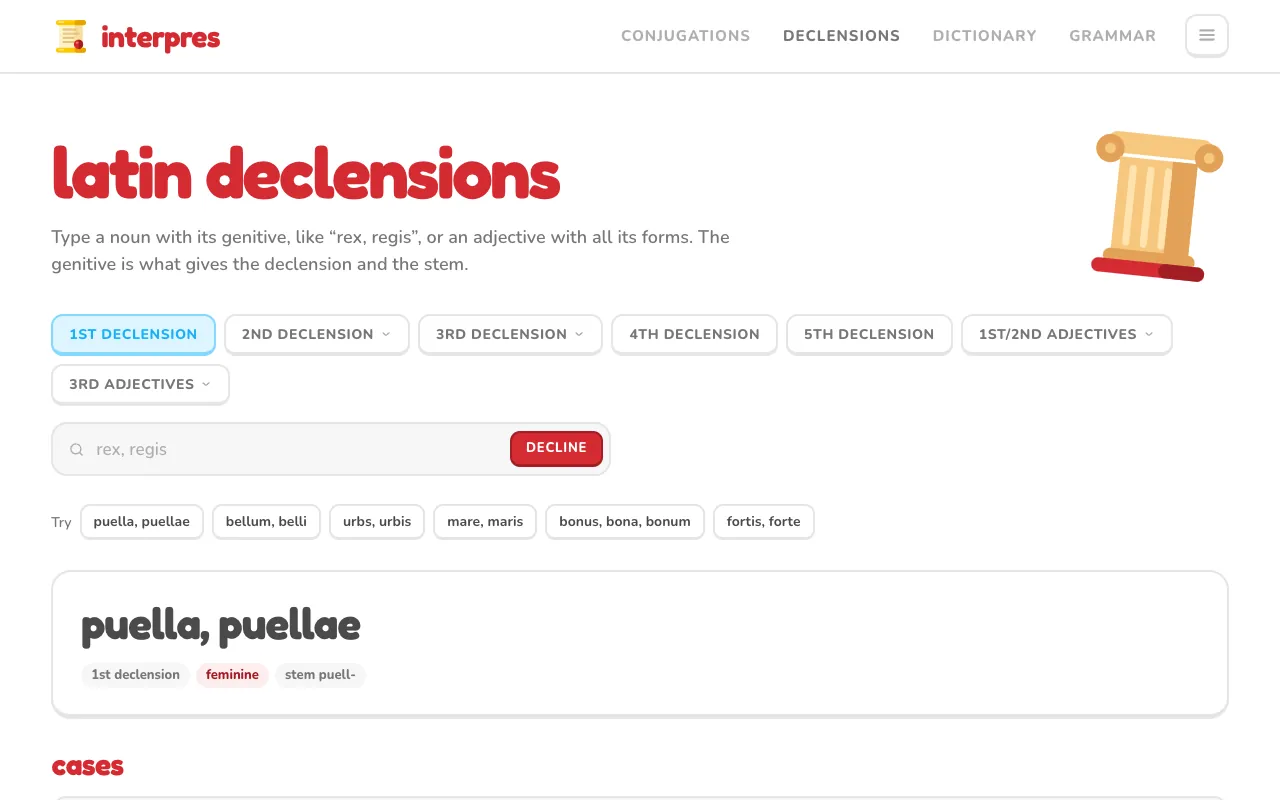 interpres
CONJUGATIONS DECLENSIONS DICTIONARY GRAMMAR
latin declensions
Type a noun with its genitive, like “rex, regis”, or an adjective with all its forms. The
genitive is what gives the declension and the stem.
1ST DECLENSION 2ND DECLENSION 3RD DECLENSION 4TH DECLENSION 5TH DECLENSION 1ST/2ND ADJECTIVES
3RD ADJECTIVES
rex, regis DECLINE
Try puella, puellae bellum, belli urbs, urbis mare, maris bonus, bona, bonum fortis, forte
puella, puellae
1st declension feminine stem puell-
cases